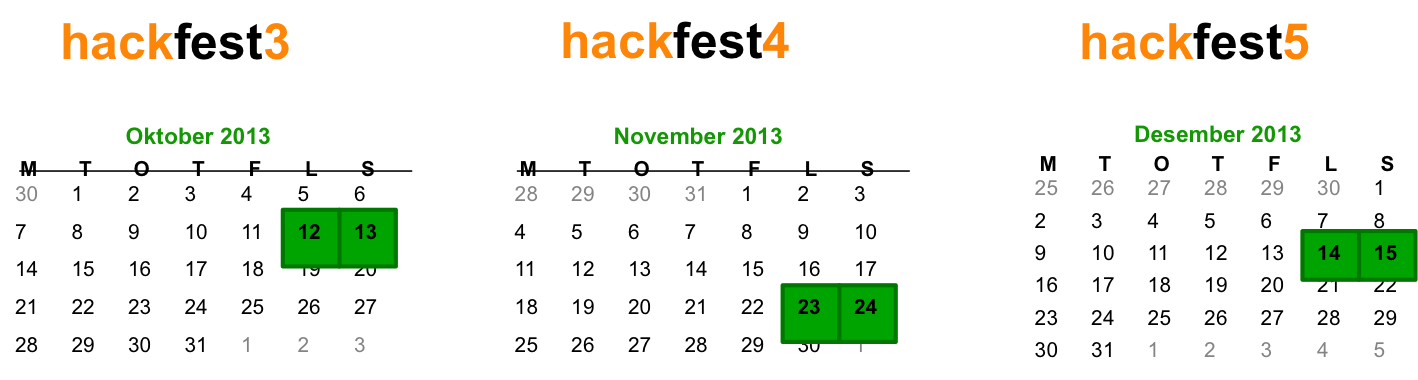 hackfest3
Oktober 2013
M T O T F L S
30 1 2 3 4 5 6
7 8 9 10 11 12 13
14 15 16 17 18 19 20
21 22 23 24 25 26 27
28 29 30 31 1 2 3
hackfest4
November 2013
M T O T F L S
28 29 30 31 1 2 3
4 5 6 7 8 9 10
11 12 13 14 15 16 17
18 19 20 21 22 23 24
25 26 27 28 29 30 1
hackfest5
Desember 2013
M T O T F L S
25 26 27 28 29 30 1
2 3 4 5 6 7 8
9 10 11 12 13 14 15
16 17 18 19 20 21 22
23 24 25 26 27 28 29
30 31 1 2 3 4 5